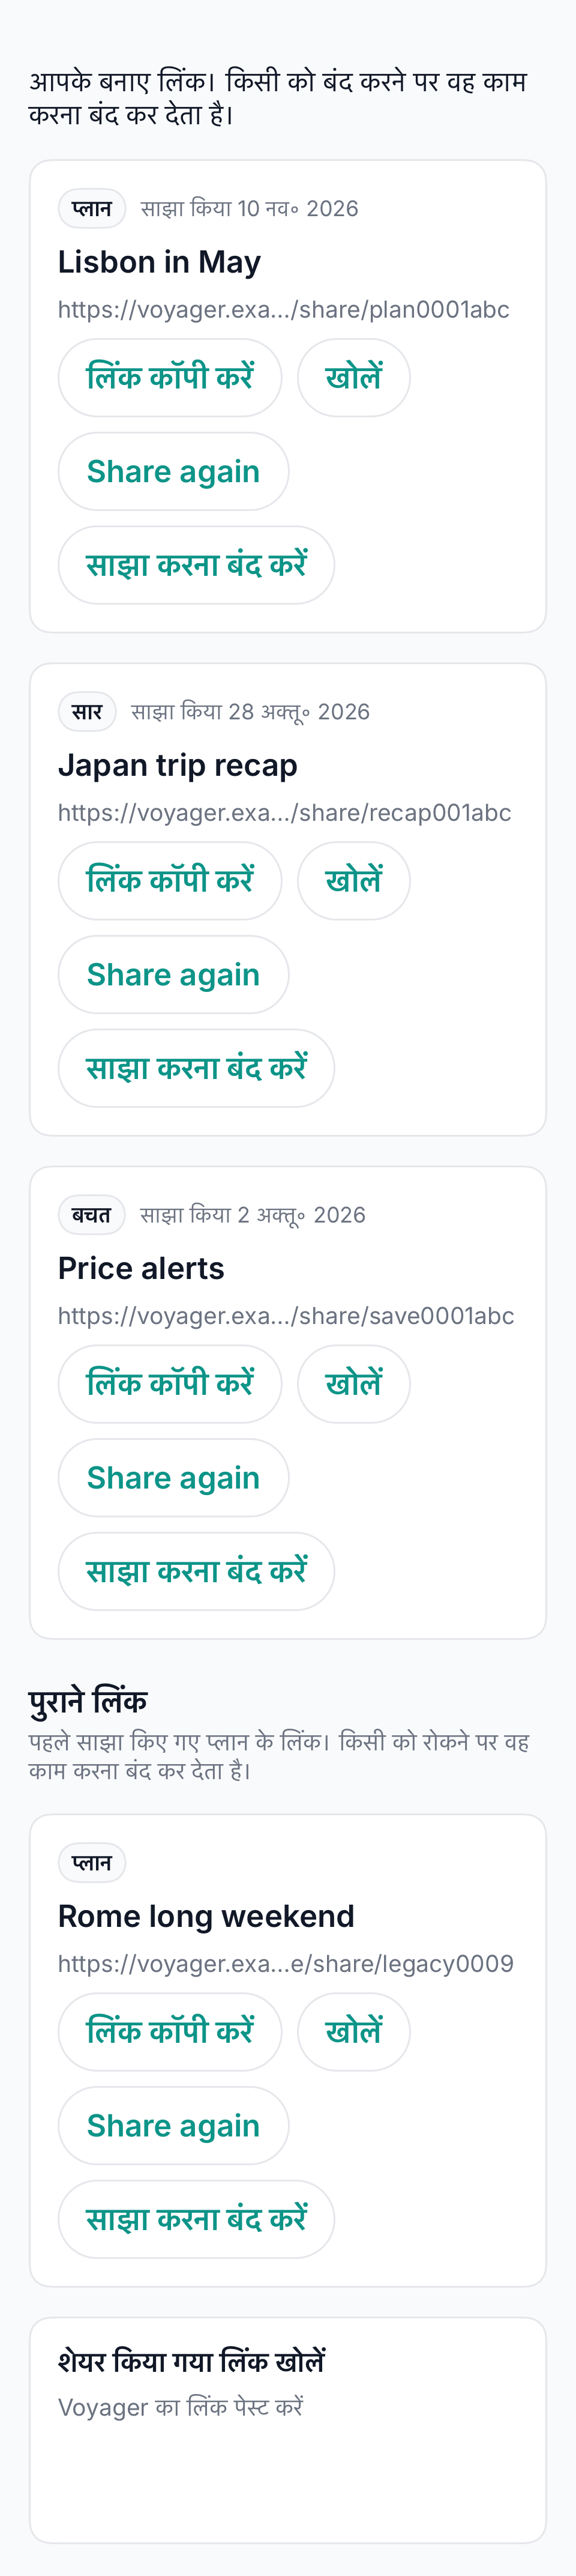 आपके बनाए लिंक। किसी को बंद करने पर वह काम
करना बंद कर देता है।
प्लान साझा किया 10 नव॰ 2026
Lisbon in May
https://voyager.exa…/share/plan0001abc
लिंक कॉपी करें खोलें
Share again
साझा करना बंद करें
सार साझा किया 28 अक्तू॰ 2026
Japan trip recap
https://voyager.exa…/share/recap001abc
लिंक कॉपी करें खोलें
Share again
साझा करना बंद करें
बचत साझा किया 2 अक्तू॰ 2026
Price alerts
https://voyager.exa…/share/save0001abc
लिंक कॉपी करें खोलें
Share again
साझा करना बंद करें
पुराने लिंक
पहले साझा किए गए प्लान के लिंक। किसी को रोकने पर वह
काम करना बंद कर देता है।
प्लान
Rome long weekend
https://voyager.exa…e/share/legacy0009
लिंक कॉपी करें खोलें
Share again
साझा करना बंद करें
शेयर किया गया लिंक खोलें
Voyager का लिंक पेस्ट करें